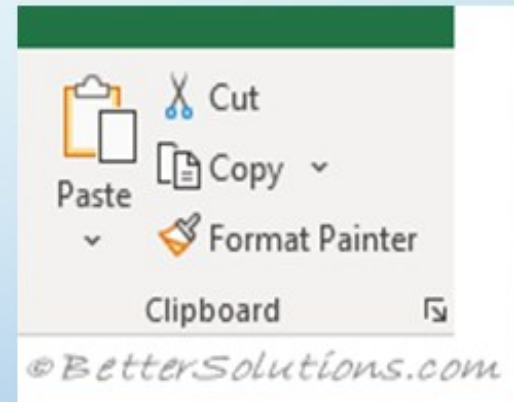 Cut
Copy
Paste
Format Painter
Clipboard
©BetterSolutions.com